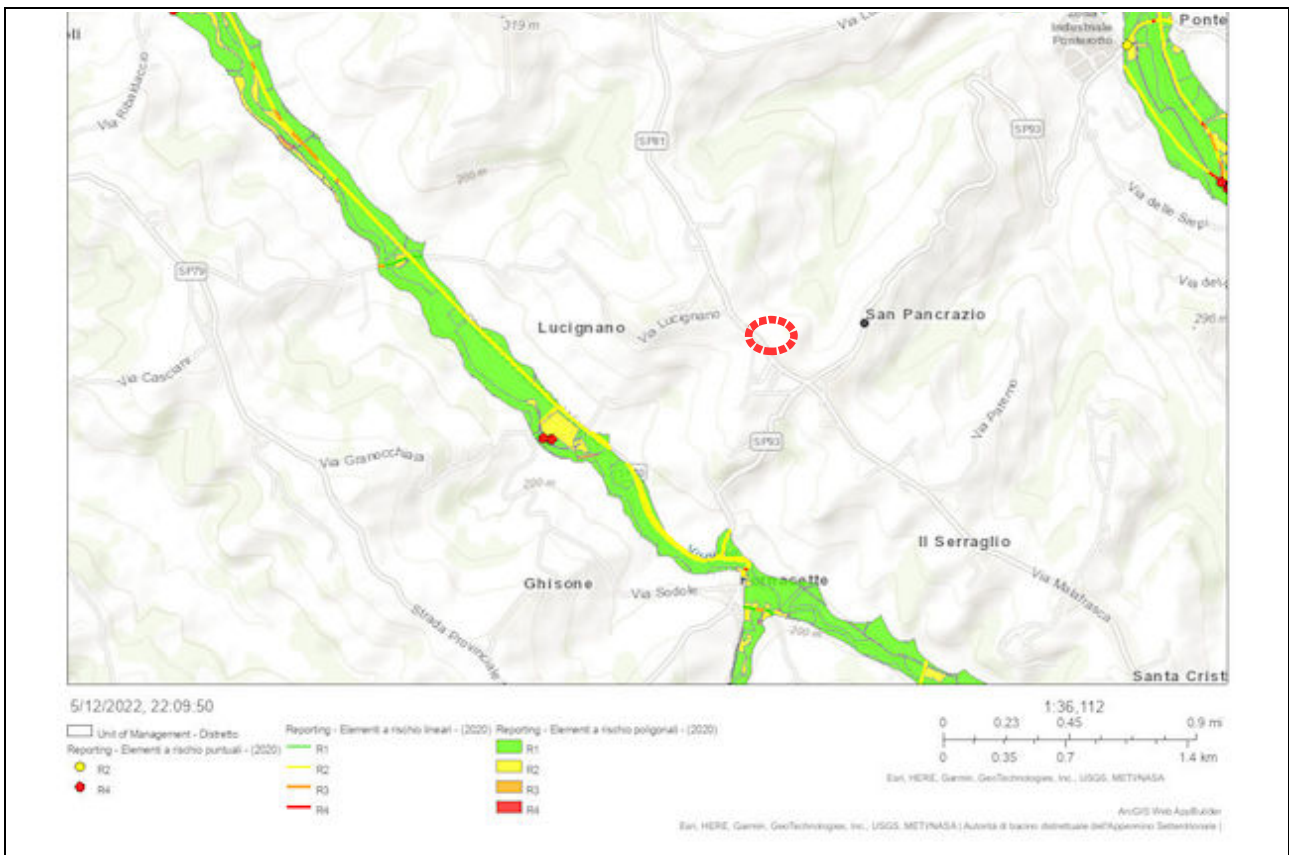 319 m
Zona
Industriale
Ponterotto
Ponte
Via Ribaldaccio
SP81
SP93
200 m
Via delle
SP79
San Pancrazio
296 m
Lucignano
Via Lucignano
Via Casciani
Via Paterno
SP93
Via Granocchiaia
200 m
Il Serraglio
Ghisone
Via Sodole
Via Malafrasca
Strada Provinciale
200 m
Santa Crist
5/12/2022, 22:09:50
1:36,112
0 0.23 0.45 0.9 mi
0 0.35 0.7 1.4 km
Unit of Management - Distretto
Reporting - Elementi a rischio puntuali - (2020)
R2
R4
Reporting - Elementi a rischio lineari - (2020)
R1
R2
R3
R4
Reporting - Elementi a rischio poligonali - (2020)
R1
R2
R3
R4
Esri, HERE, Garmin, GeoTechnologies, Inc., USGS, METI/NASA
ArcGIS Web AppBuilder
Esri, HERE, Garmin, GeoTechnologies, Inc., USGS, METI/NASA | Autorità di bacino distrettuale dell'Appennino Settentrionale |